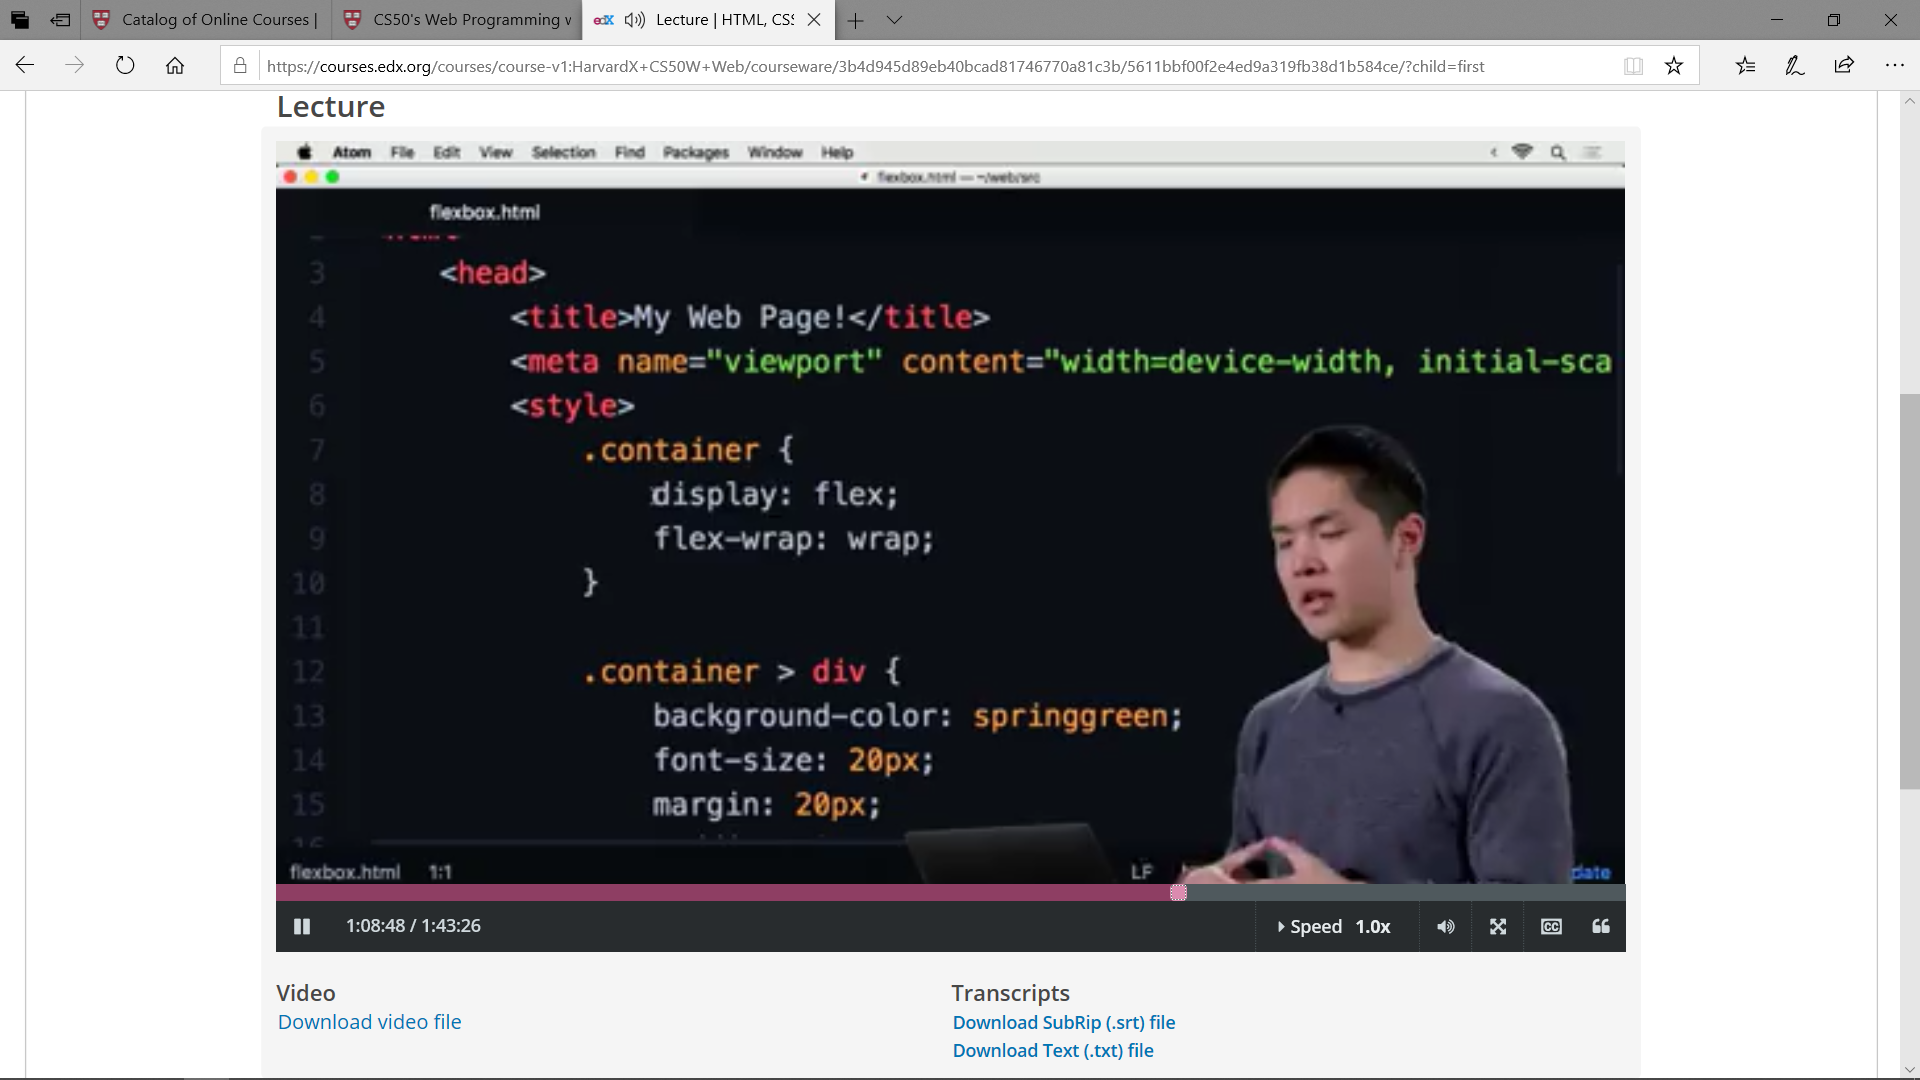 Catalog of Online Courses |
CS50's Web Programming w
edX Lecture | HTML, CSS
https://courses.edx.org/courses/course-v1:HarvardX+CS50W+Web/courseware/3b4d945d89eb40bcad81746770a81c3b/5611bbf00f2e4ed9a319fb38d1b584ce/?child=first
Lecture
Atom File Edit View Selection Find Packages Window Help
flexbox.html — ~/web/src
flexbox.html
3 <head>
4 <title>My Web Page!</title>
5 <meta name="viewport" content="width=device-width, initial-sca
6 <style>
7 .container {
8 display: flex;
9 flex-wrap: wrap;
10 }
11
12 .container > div {
13 background-color: springgreen;
14 font-size: 20px;
15 margin: 20px;
16
flexbox.html 1:1 LF date
1:08:48 / 1:43:26 Speed 1.0x CC
Video
Download video file
Transcripts
Download SubRip (.srt) file
Download Text (.txt) file